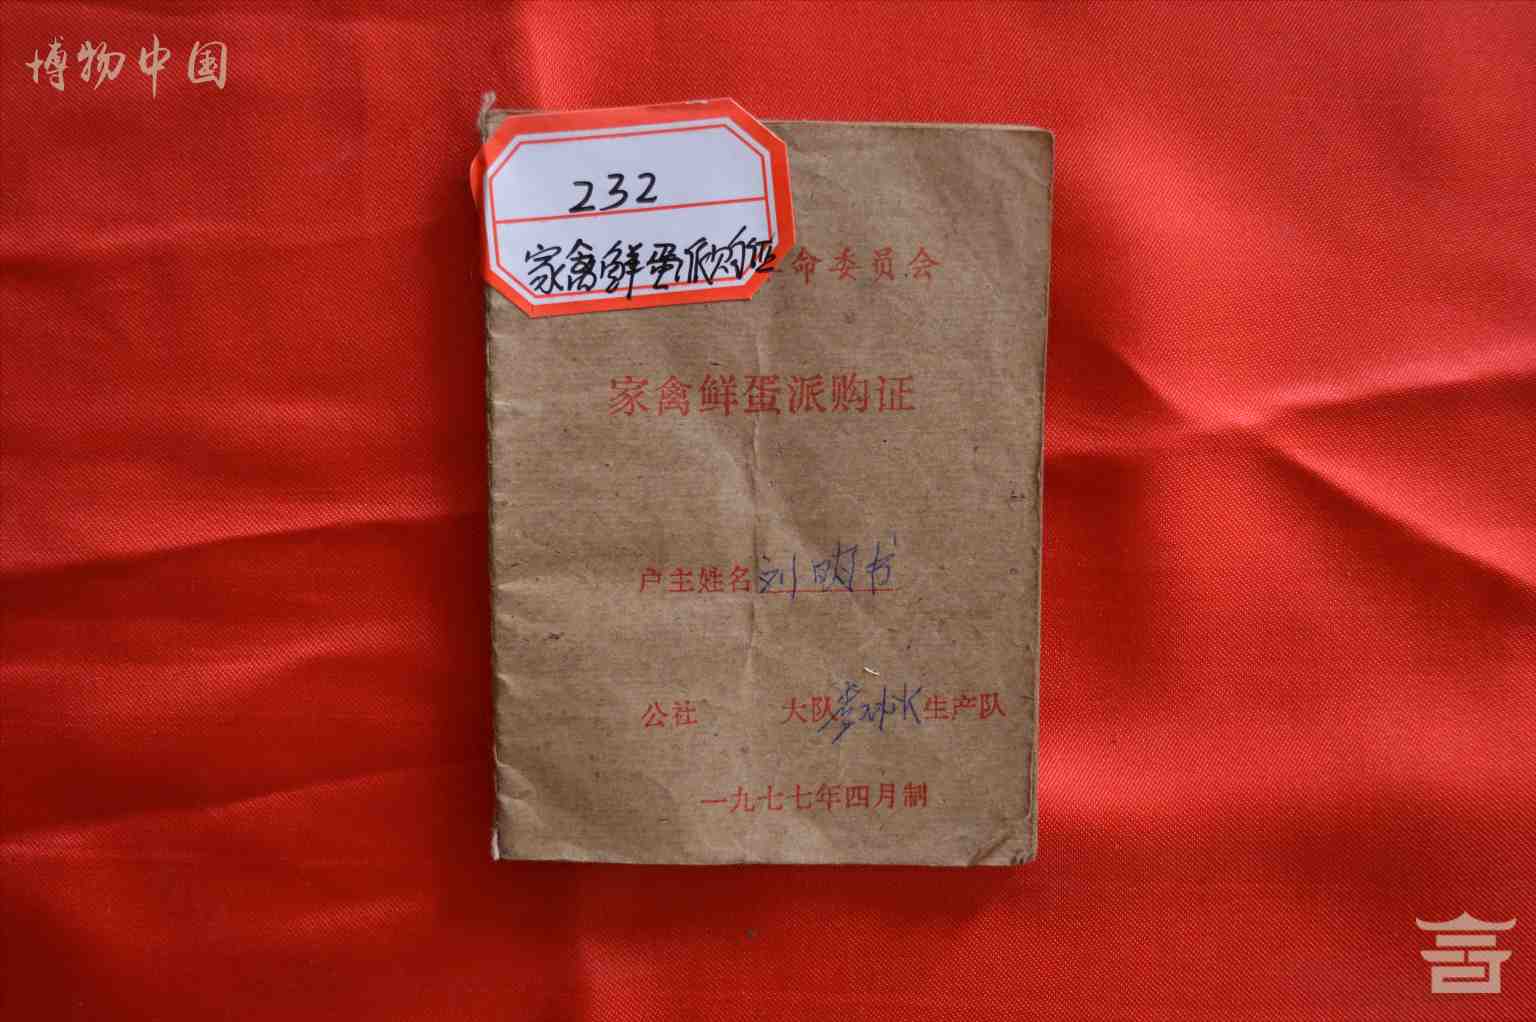 博物中国
232
家禽鲜蛋派购证
命委员会
家禽鲜蛋派购证
户主姓名 刘明书
公社 大队 生产队
一九七七年四月制